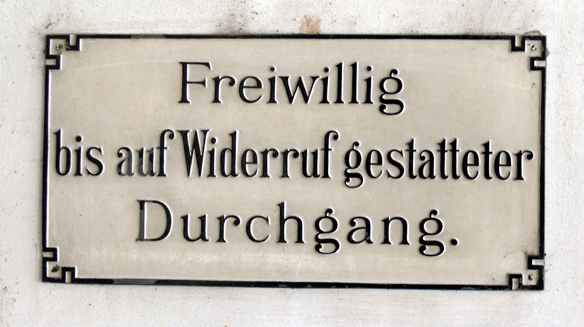 Freiwillig
bis auf Widerruf gestatteter
Durchgang.